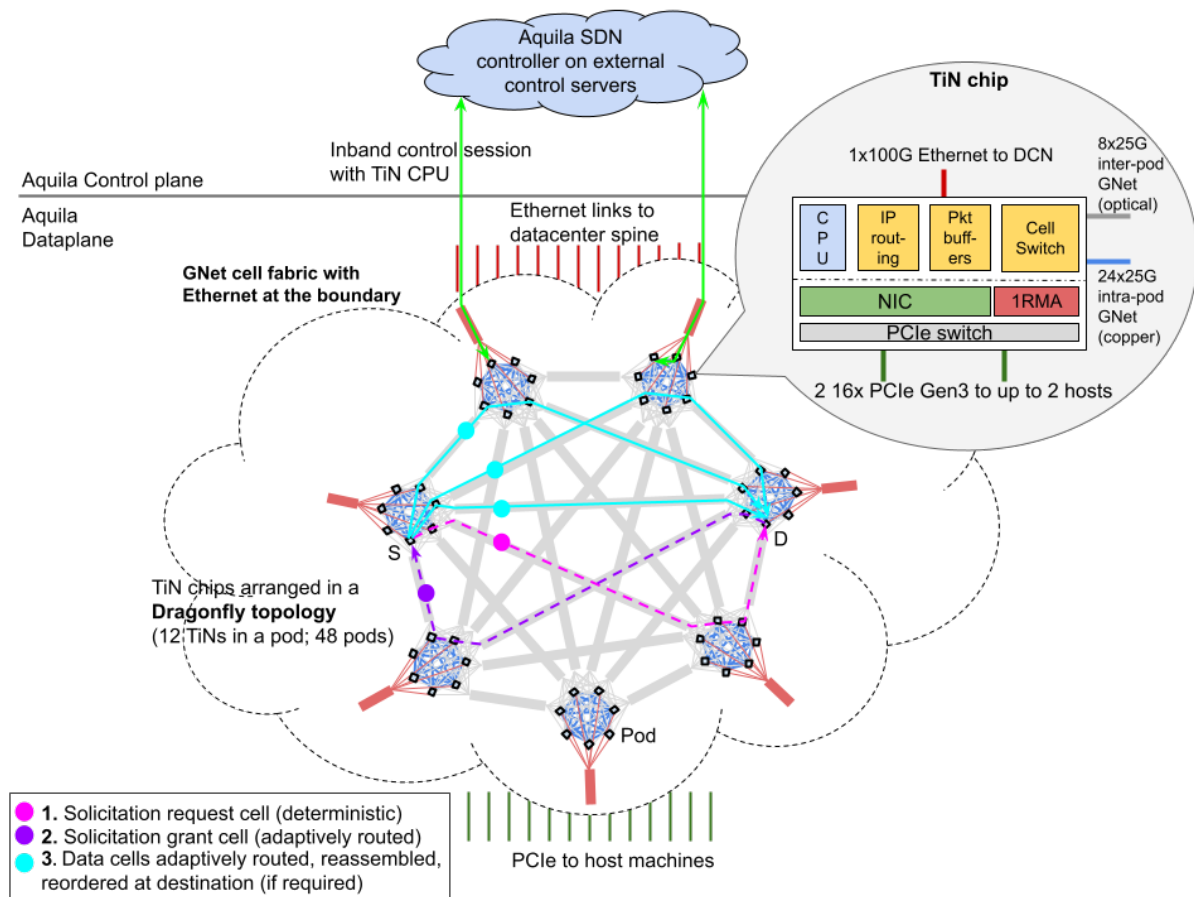 Aquila SDN
controller on external
control servers
TiN chip
1x100G Ethernet to DCN
8x25G
inter-pod
GNet
(optical)
C
P
U
IP
rout-
ing
Pkt
buff-
ers
Cell
Switch
NIC
1RMA
PCIe switch
24x25G
intra-pod
GNet
(copper)
2 16x PCIe Gen3 to up to 2 hosts
Inband control session
with TiN CPU
Aquila Control plane
Aquila
Dataplane
Ethernet links to
datacenter spine
GNet cell fabric with
Ethernet at the boundary
S
D
TiN chips arranged in a
Dragonfly topology
(12 TiNs in a pod; 48 pods)
Pod
1. Solicitation request cell (deterministic)
2. Solicitation grant cell (adaptively routed)
3. Data cells adaptively routed, reassembled,
reordered at destination (if required)
PCIe to host machines